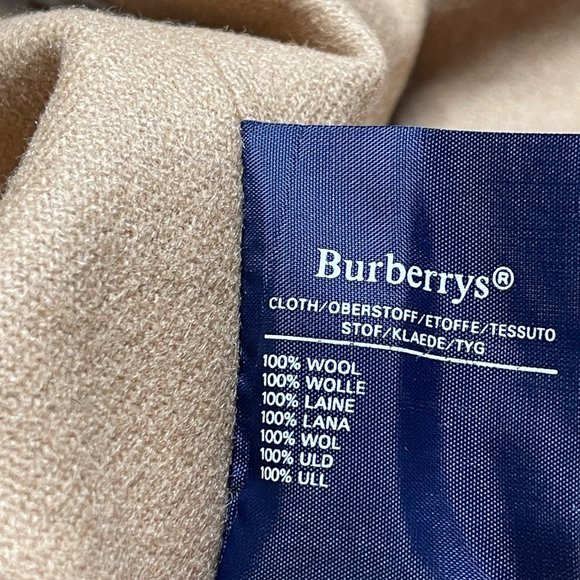 Burberrys®
CLOTH/OBERSTOFF/ETOFFE/TESSUTO
STOF/KLAEDE/TYG
100% WOOL
100% WOLLE
100% LAINE
100% LANA
100% WOL
100% ULD
100% ULL